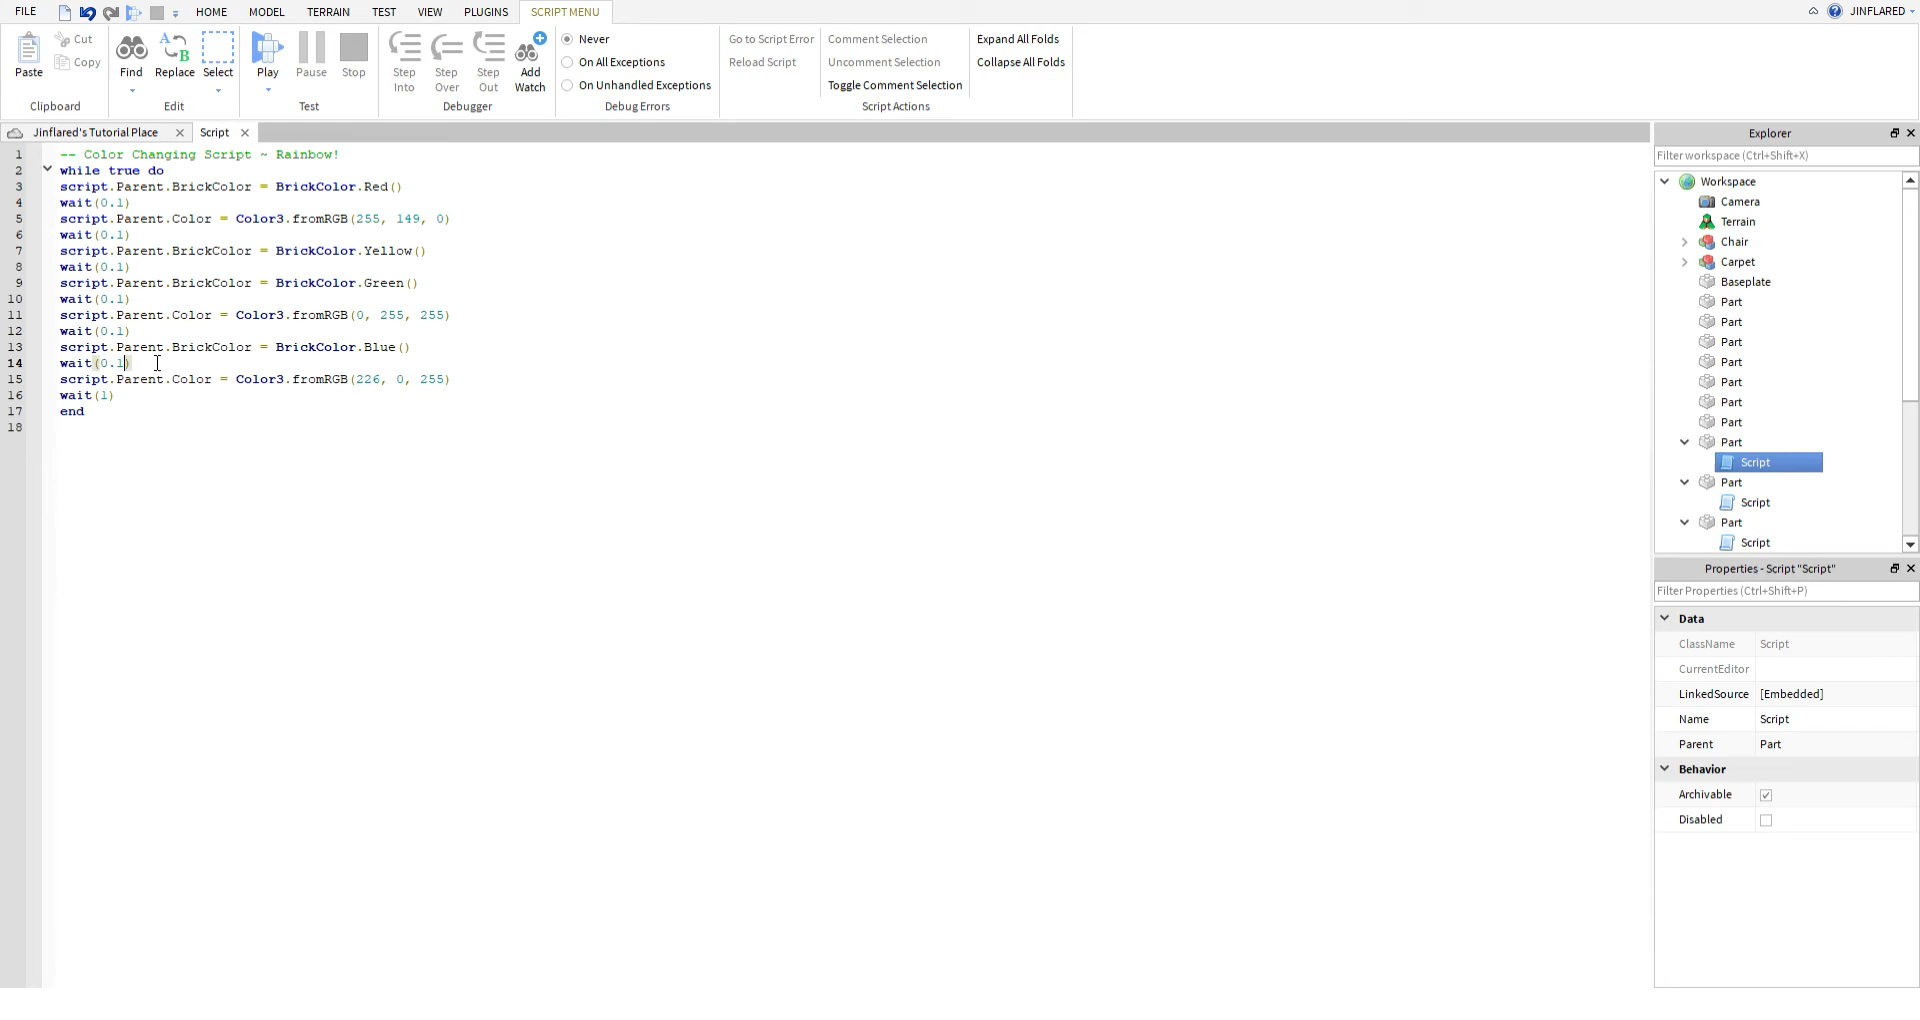 FILE HOME MODEL TERRAIN TEST VIEW PLUGINS SCRIPT MENU JINFLARED
Paste
Cut
Copy
Clipboard
Find Replace Select
Edit
Play Pause Stop
Test
Step Into
Step Over
Step Out
Add Watch
Debugger
Never
On All Exceptions
On Unhandled Exceptions
Debug Errors
Go to Script Error
Reload Script
Comment Selection
Uncomment Selection
Toggle Comment Selection
Script Actions
Expand All Folds
Collapse All Folds
Jinflared's Tutorial Place Script
1 -- Color Changing Script ~ Rainbow!
2 while true do
3 script.Parent.BrickColor = BrickColor.Red()
4 wait(0.1)
5 script.Parent.Color = Color3.fromRGB(255, 149, 0)
6 wait(0.1)
7 script.Parent.BrickColor = BrickColor.Yellow()
8 wait(0.1)
9 script.Parent.BrickColor = BrickColor.Green()
10 wait(0.1)
11 script.Parent.Color = Color3.fromRGB(0, 255, 255)
12 wait(0.1)
13 script.Parent.BrickColor = BrickColor.Blue()
14 wait(0.1)
15 script.Parent.Color = Color3.fromRGB(226, 0, 255)
16 wait(1)
17 end
18
Explorer
Filter workspace (Ctrl+Shift+X)
Workspace
Camera
Terrain
Chair
Carpet
Baseplate
Part
Part
Part
Part
Part
Part
Part
Part
Script
Part
Script
Part
Script
Properties - Script "Script"
Filter Properties (Ctrl+Shift+P)
Data
ClassName Script
CurrentEditor
LinkedSource [Embedded]
Name Script
Parent Part
Behavior
Archivable
Disabled